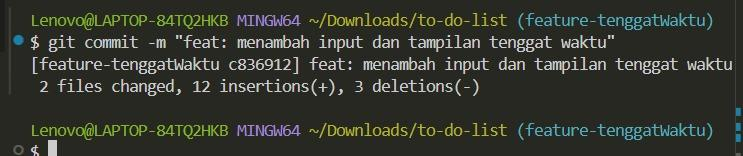 Lenovo@LAPTOP-84TQ2HKB MINGW64 ~/Downloads/to-do-list (feature-tenggatWaktu)
$ git commit -m "feat: menambah input dan tampilan tenggat waktu"
[feature-tenggatWaktu c836912] feat: menambah input dan tampilan tenggat waktu
 2 files changed, 12 insertions(+), 3 deletions(-)
Lenovo@LAPTOP-84TQ2HKB MINGW64 ~/Downloads/to-do-list (feature-tenggatWaktu)
$